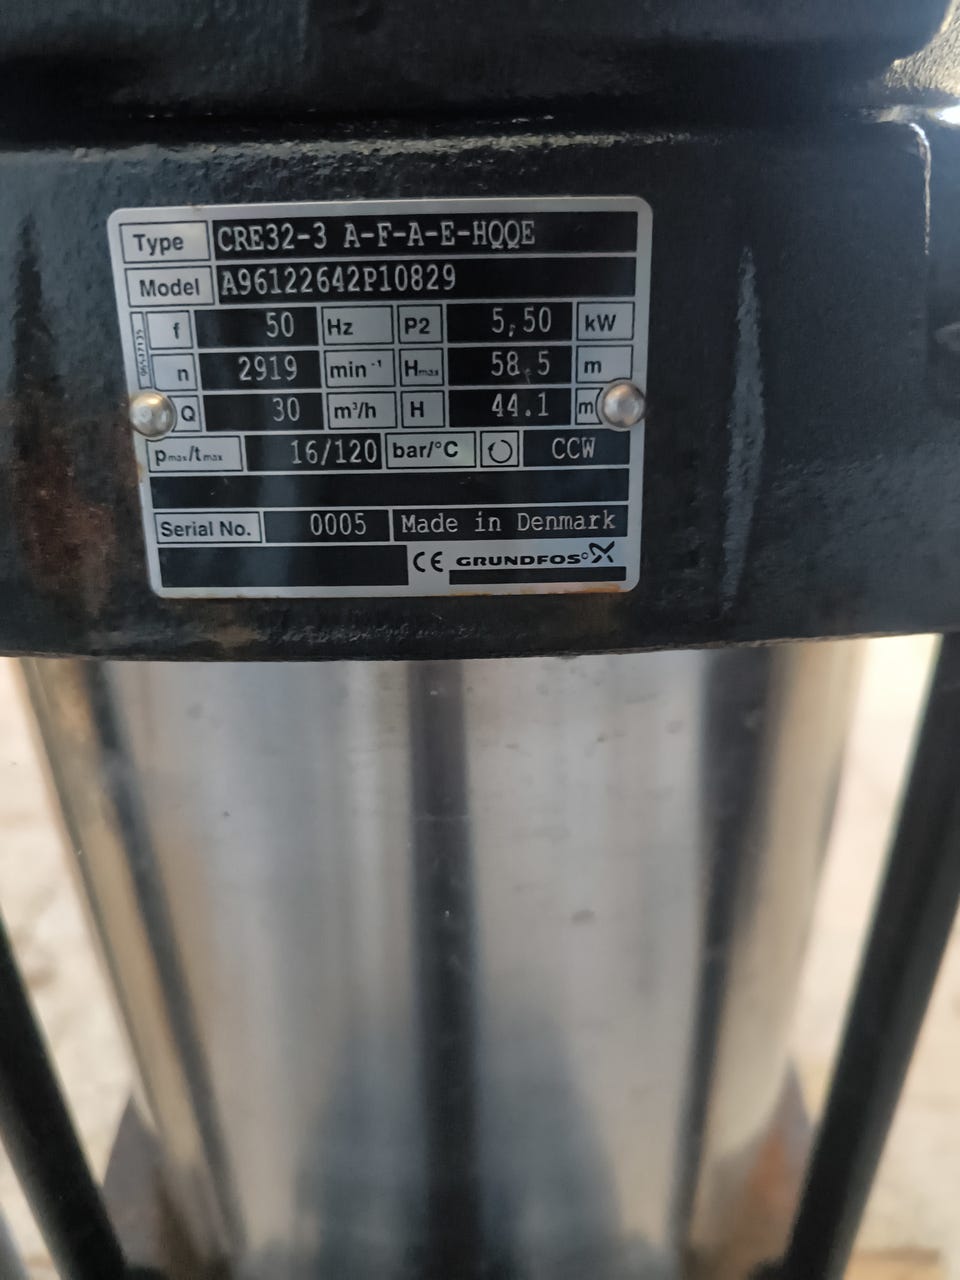 Type CRE32-3 A-F-A-E-HQQE
Model A96122642P10829
f 50 Hz P2 5,50 kW
n 2919 min⁻¹ Hmax 58.5 m
Q 30 m³/h H 44.1 m
pmax/tmax 16/120 bar/°C CCW
Serial No. 0005 Made in Denmark
CE GRUNDFOS